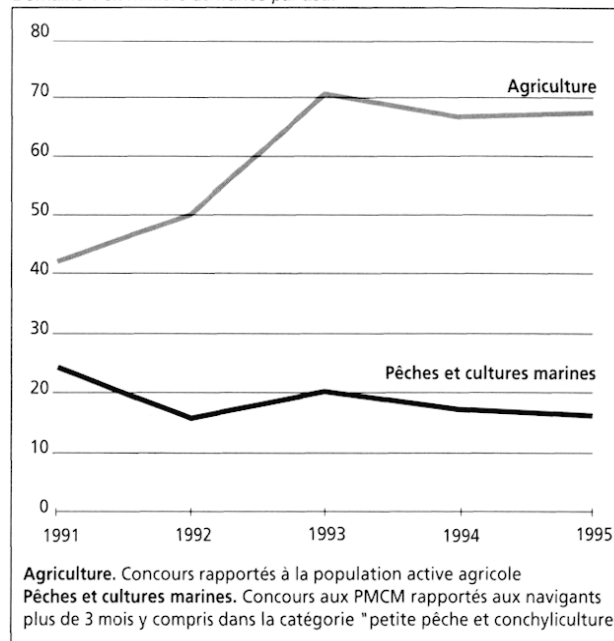 80
Agriculture
70
60
50
40
30
Pêches et cultures marines
20
10
0
1991 1992 1993 1994 1995
Agriculture. Concours rapportés à la population active agricole
Pêches et cultures marines. Concours aux PMCM rapportés aux navigants
plus de 3 mois y compris dans la catégorie "petite pêche et conchyliculture